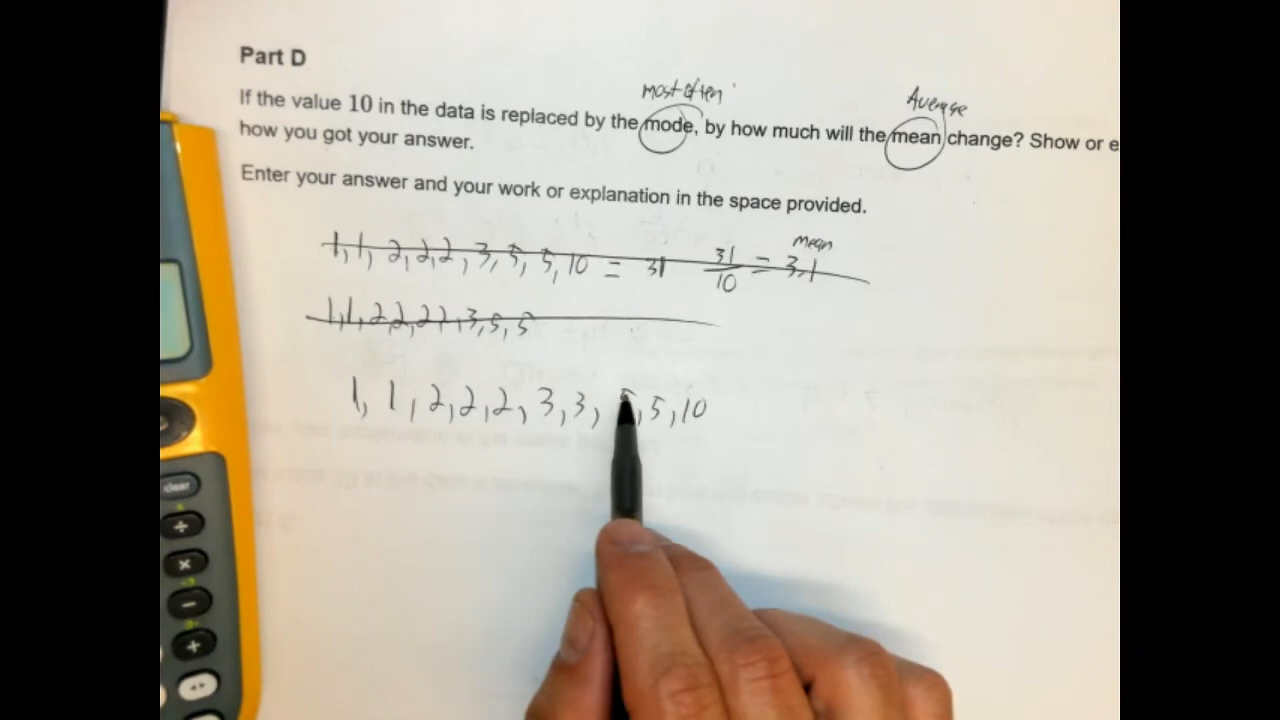 Part D
most often
Average
If the value 10 in the data is replaced by the mode, by how much will the mean change? Show or e
how you got your answer.
Enter your answer and your work or explanation in the space provided.
mean
1, 1, 2, 2, 2, 3, 5, 5, 10 = 31 31/10 = 3.1
1, 1, 2, 2, 2, 2, 3, 5, 5
1, 1, 2, 2, 2, 3, 3, 5, 5, 10
clear
÷
×
−
+